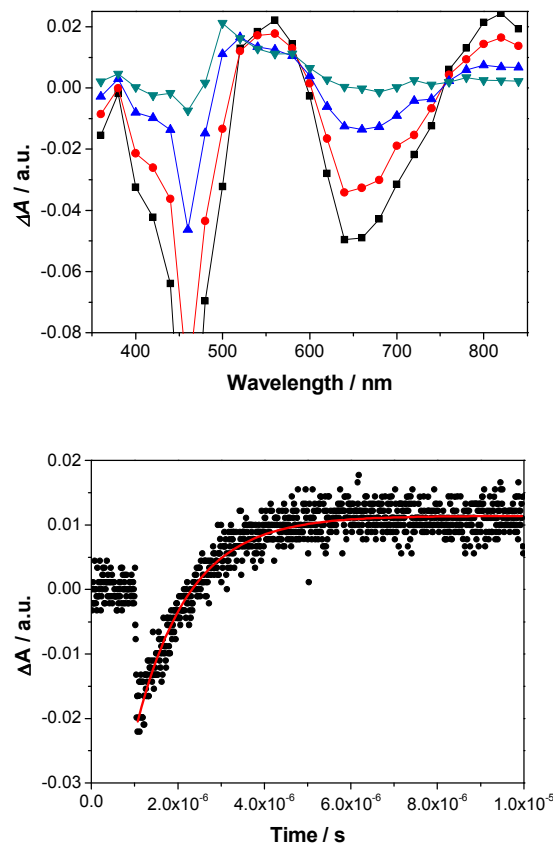 0.02
0.00
-0.02
-0.04
-0.06
-0.08
ΔA / a.u.
400 500 600 700 800
Wavelength / nm
0.02
0.01
0.00
-0.01
-0.02
-0.03
ΔA / a.u.
0.0 2.0x10⁻⁶ 4.0x10⁻⁶ 6.0x10⁻⁶ 8.0x10⁻⁶ 1.0x10⁻⁵
Time / s